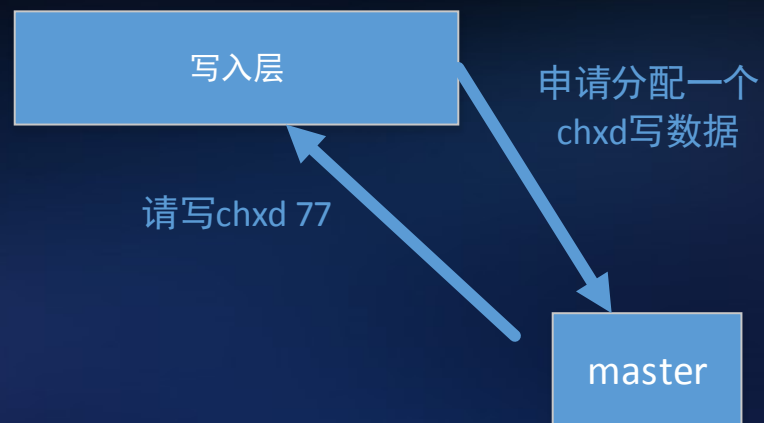 写入层
申请分配一个
chxd写数据
请写chxd 77
master